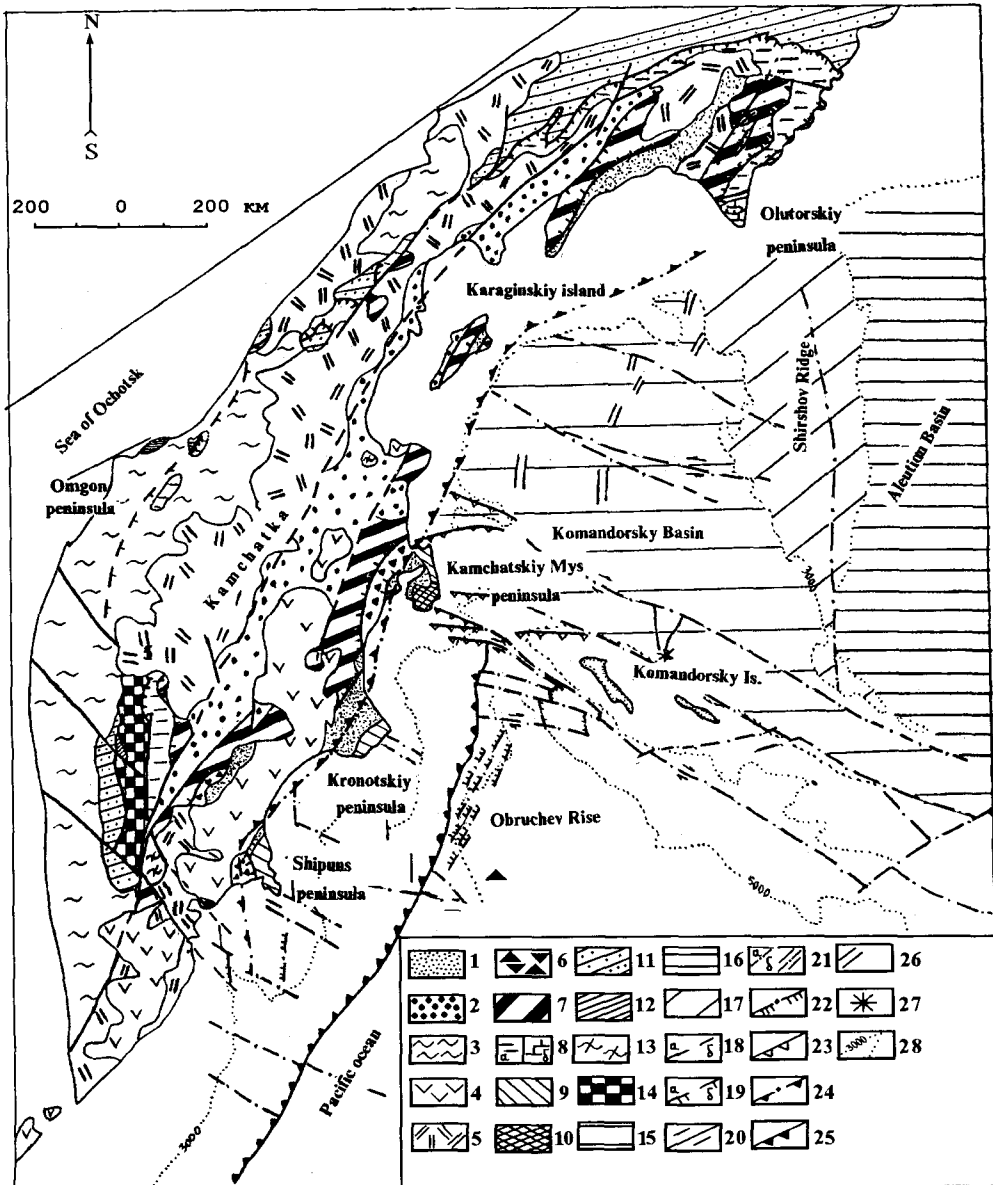 N
S
200 0 200 км
Sea of Ochotsk
Omgon
peninsula
Kamchatka
Karaginskiy island
Olutorskiy
peninsula
Shirshov Ridge
Aleution Basin
3000
Komandorsky Basin
Kamchatskiy Mys
peninsula
Komandorsky Is.
Kronotskiy
peninsula
Obruchev Rise
Shipuns
peninsula
5000
Pacific ocean
3000
1 6 11 16 а б 21 26
2 7 12 17 22 27
3 а б 8 13 а б 18 23 3000 28
4 9 14 а б 19 24
5 10 15 20 25